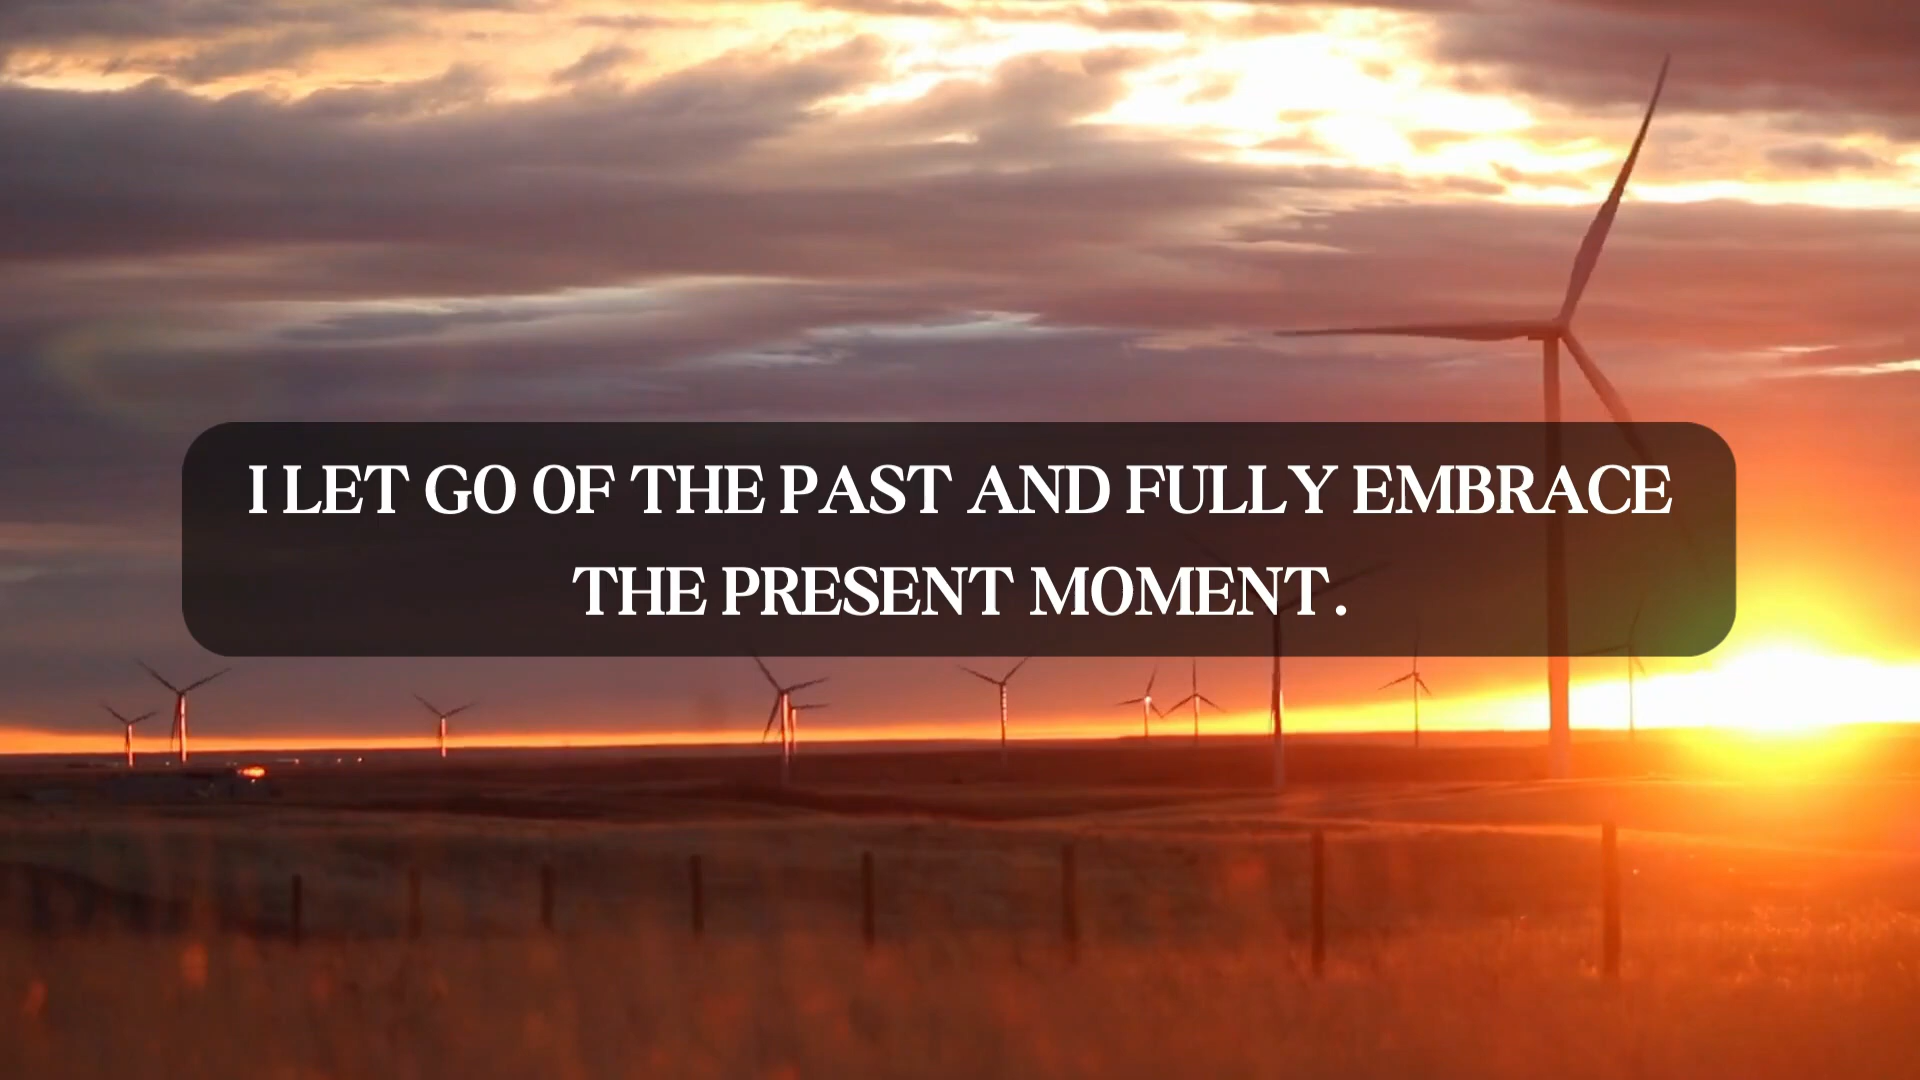 I LET GO OF THE PAST AND FULLY EMBRACE
THE PRESENT MOMENT.